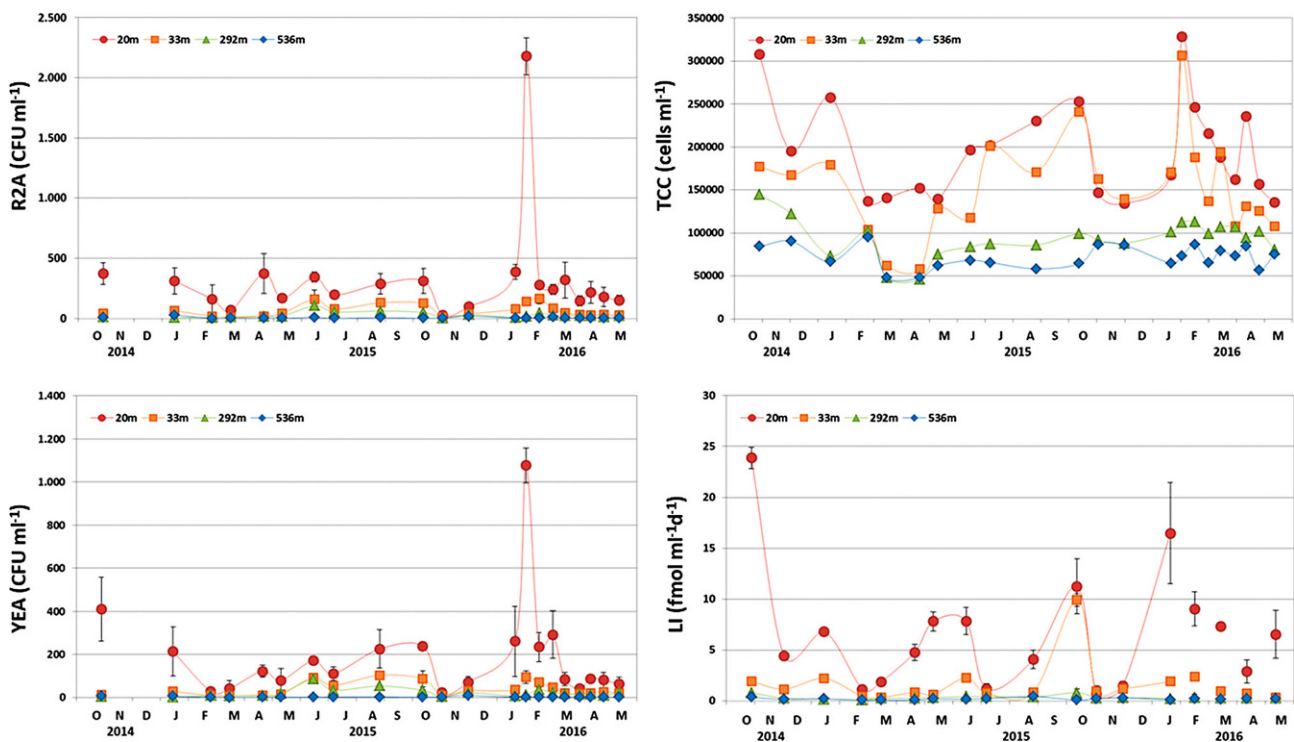 R2A (CFU ml-1)
2.500
2.000
1.500
1.000
500
0
20m 33m 292m 536m
O N D J F M A M J J A S O N D J F M A M
2014 2015 2016
TCC (cells ml-1)
350000
300000
250000
200000
150000
100000
50000
0
20m 33m 292m 536m
O N D J F M A M J J A S O N D J F M A M
2014 2015 2016
YEA (CFU ml-1)
1.400
1.200
1.000
800
600
400
200
0
20m 33m 292m 536m
O N D J F M A M J J A S O N D J F M A M
2014 2015 2016
LI (fmol ml-1d-1)
30
25
20
15
10
5
0
20m 33m 292m 536m
O N D J F M A M J J A S O N D J F M A M
2014 2015 2016